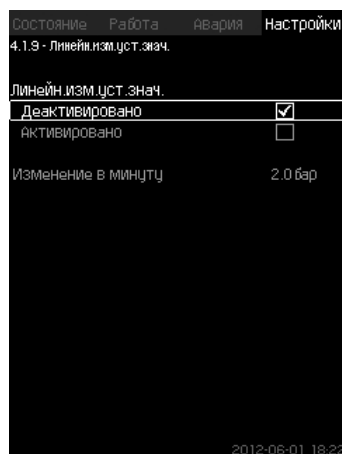 Состояние Работа Авария Настройки
4.1.9 - Линейн.изм.уст.знач.
Линейн.изм.уст.знач.
Деактивировано
Активировано
Изменение в минуту 2.0 бар
2012-06-01 18:22